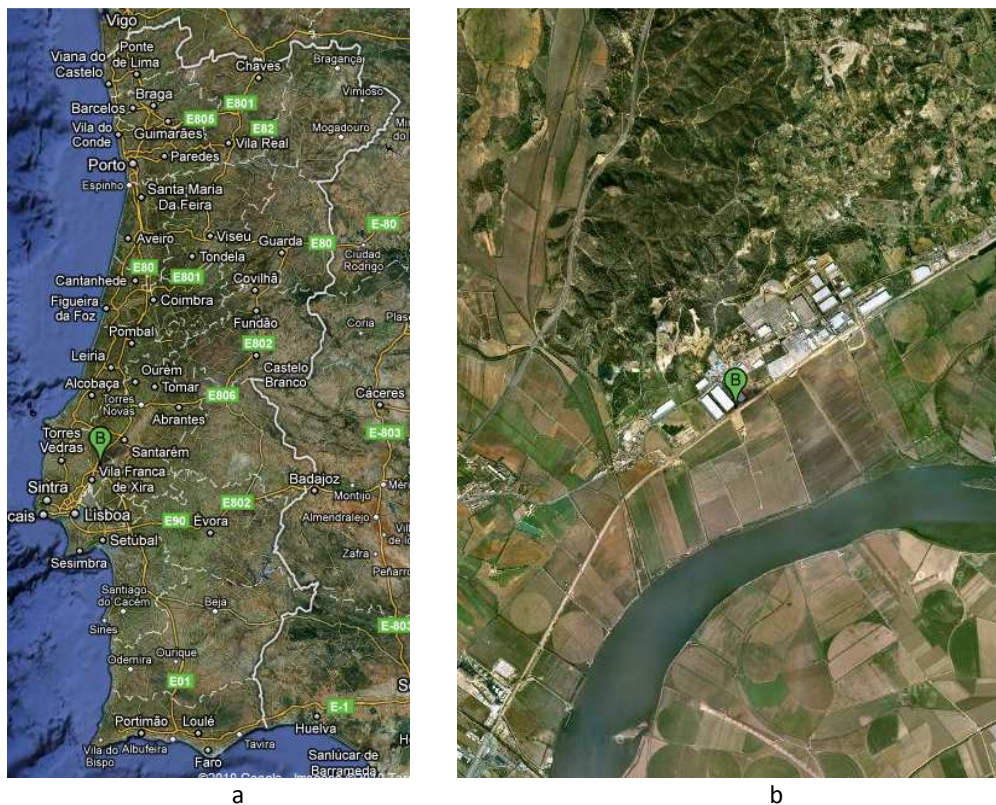 Vigo
Viana do
Castelo
Ponte
de Lima
Chaves
Bragança
Braga
Vimioso
Barcelos
E801
E805
Vila do
Conde
Guimarães
E82
Mogadouro
Vila Real
Porto
Paredes
Espinho
Santa Maria
Da Feira
E-80
Aveiro
Viseu
Guarda
E80
Tondela
Ciudad
Rodrigo
E80
E801
Covilhã
Cantanhede
Coimbra
Figueira
da Foz
Fundão
Coria
Pombal
E802
Leiria
Ourém
Castelo
Branco
Alcobaça
Tomar
Torres
Novas
E806
Cáceres
Abrantes
B
E-803
Torres
Vedras
Santarém
Vila Franca
de Xira
Badajoz
Sintra
Montijo
E802
cais
Lisboa
E90
Évora
Almendralejo
Setubal
Zafra
Sesimbra
Santiago
do Cacém
Beja
Sines
E-803
Ourique
Odemira
E01
E-1
Portimão
Loulé
Huelva
Vila do
Bispo
Albufeira
Tavira
Faro
Sanlúcar de
Barrameda
©2010 Google
B
a
b